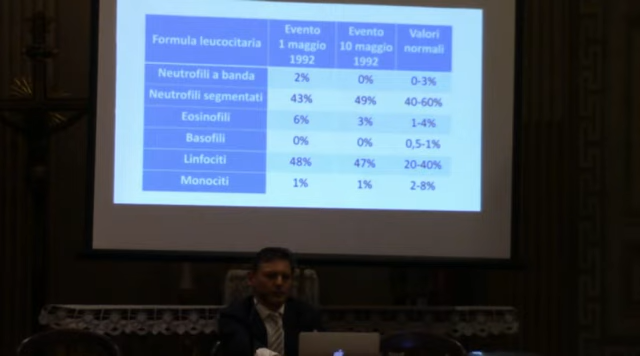 Formula leucocitaria Evento 1 maggio 1992 Evento 10 maggio 1992 Valori normali
Neutrofili a banda 2% 0% 0-3%
Neutrofili segmentati 43% 49% 40-60%
Eosinofili 6% 3% 1-4%
Basofili 0% 0% 0,5-1%
Linfociti 48% 47% 20-40%
Monociti 1% 1% 2-8%